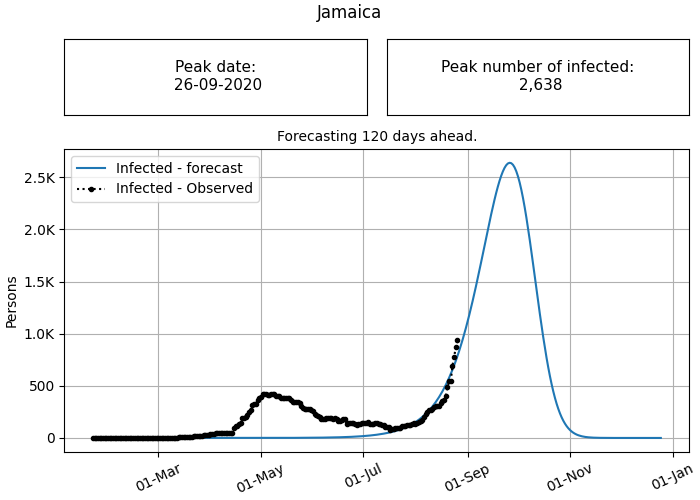 Jamaica
Peak date:
26-09-2020
Peak number of infected:
2,638
Forecasting 120 days ahead.
Infected - forecast
Infected - Observed
2.5K
2.0K
1.5K
1.0K
500
0
Persons
01-Mar
01-May
01-Jul
01-Sep
01-Nov
01-Jan